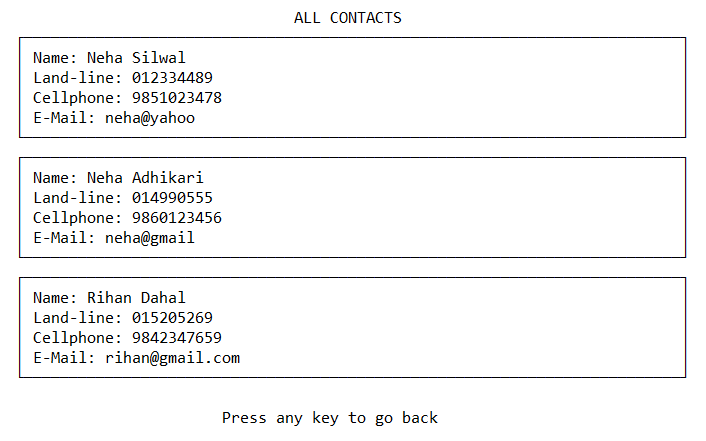 ALL CONTACTS
Name: Neha Silwal
Land-line: 012334489
Cellphone: 9851023478
E-Mail: neha@yahoo
Name: Neha Adhikari
Land-line: 014990555
Cellphone: 9860123456
E-Mail: neha@gmail
Name: Rihan Dahal
Land-line: 015205269
Cellphone: 9842347659
E-Mail: rihan@gmail.com
Press any key to go back